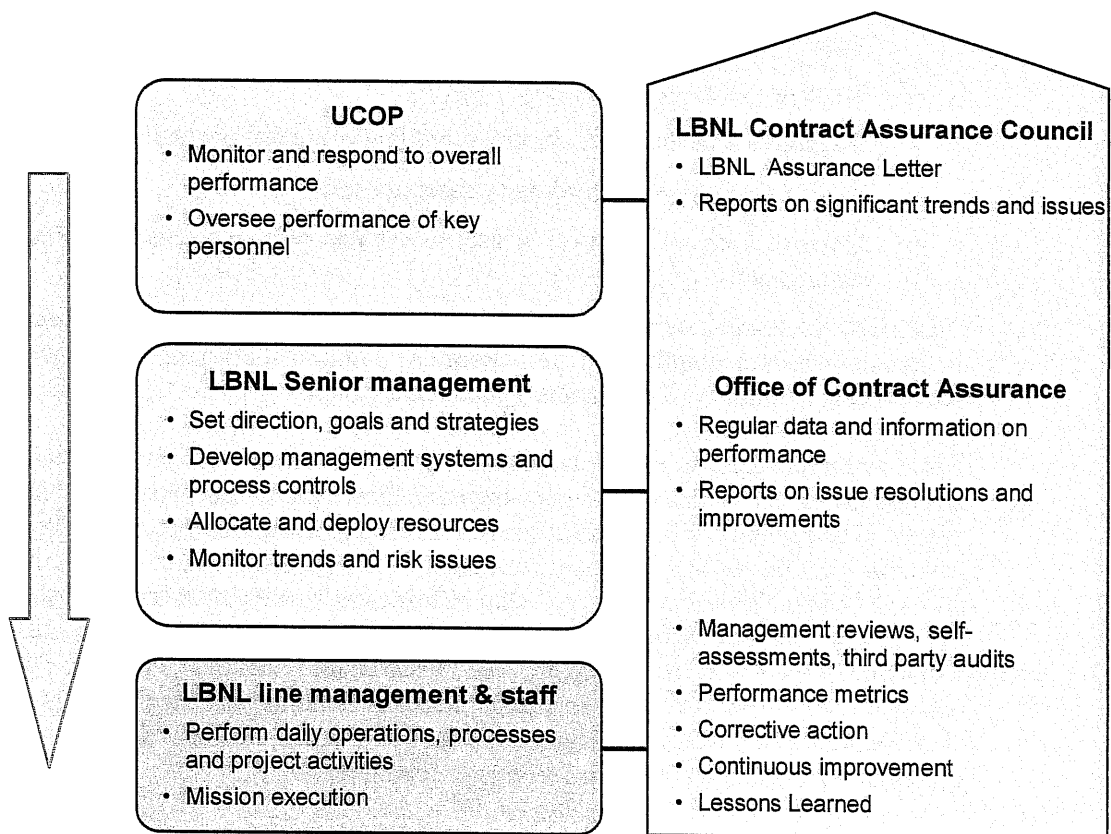 UCOP
• Monitor and respond to overall
performance
• Oversee performance of key
personnel
LBNL Contract Assurance Council
• LBNL Assurance Letter
• Reports on significant trends and issues
LBNL Senior management
• Set direction, goals and strategies
• Develop management systems and
process controls
• Allocate and deploy resources
• Monitor trends and risk issues
Office of Contract Assurance
• Regular data and information on
performance
• Reports on issue resolutions and
improvements
• Management reviews, self-
assessments, third party audits
• Performance metrics
• Corrective action
• Continuous improvement
• Lessons Learned
LBNL line management & staff
• Perform daily operations, processes
and project activities
• Mission execution